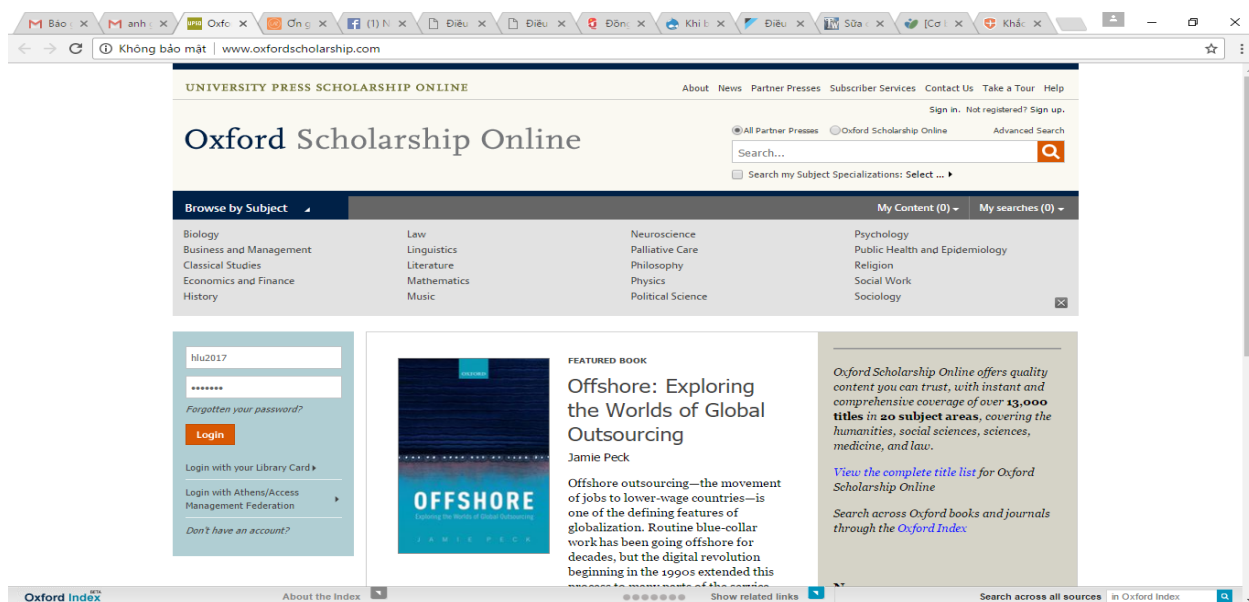 Báo
anh
Oxfo
Ơn g
(1) N
Điều
Điều
Đồng
Khí b
Điều
Sữa
[Cơ
Khắc
Không bảo mật | www.oxfordscholarship.com
UNIVERSITY PRESS SCHOLARSHIP ONLINE
About News Partner Presses Subscriber Services Contact Us Take a Tour Help
Sign in. Not registered? Sign up.
Oxford Scholarship Online
All Partner Presses Oxford Scholarship Online Advanced Search
Search...
Search my Subject Specializations: Select ...
Browse by Subject My Content (0) My searches (0)
Biology Law Neuroscience Psychology
Business and Management Linguistics Palliative Care Public Health and Epidemiology
Classical Studies Literature Philosophy Religion
Economics and Finance Mathematics Physics Social Work
History Music Political Science Sociology
hlu2017
•••••••
Forgotten your password?
Login
Login with your Library Card
Login with Athens/Access
Management Federation
Don't have an account?
OXFORD
OFFSHORE
Exploring the Worlds of Global Outsourcing
JAMIE PECK
FEATURED BOOK
Offshore: Exploring
the Worlds of Global
Outsourcing
Jamie Peck
Offshore outsourcing—the movement
of jobs to lower-wage countries—is
one of the defining features of
globalization. Routine blue-collar
work has been going offshore for
decades, but the digital revolution
beginning in the 1990s extended this
process to many parts of the service
Oxford Scholarship Online offers quality
content you can trust, with instant and
comprehensive coverage of over 13,000
titles in 20 subject areas, covering the
humanities, social sciences, sciences,
medicine, and law.
View the complete title list for Oxford
Scholarship Online
Search across Oxford books and journals
through the Oxford Index
Oxford Index BETA
About the Index
Show related links
Search across all sources in Oxford Index